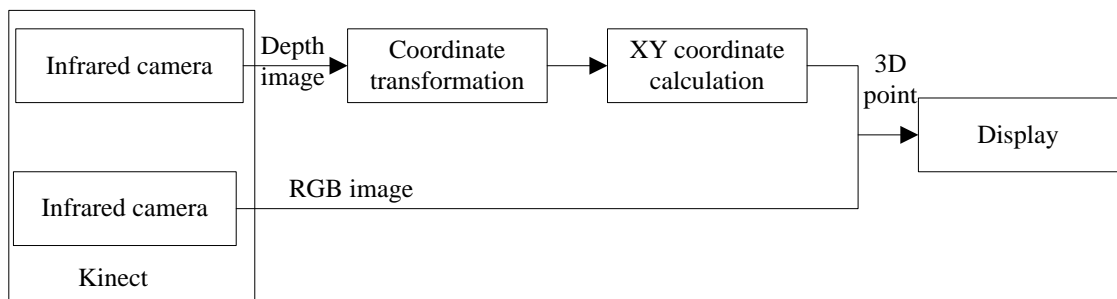 Infrared camera
Depth
image
Coordinate
transformation
XY coordinate
calculation
3D
point
Display
Infrared camera
RGB image
Kinect